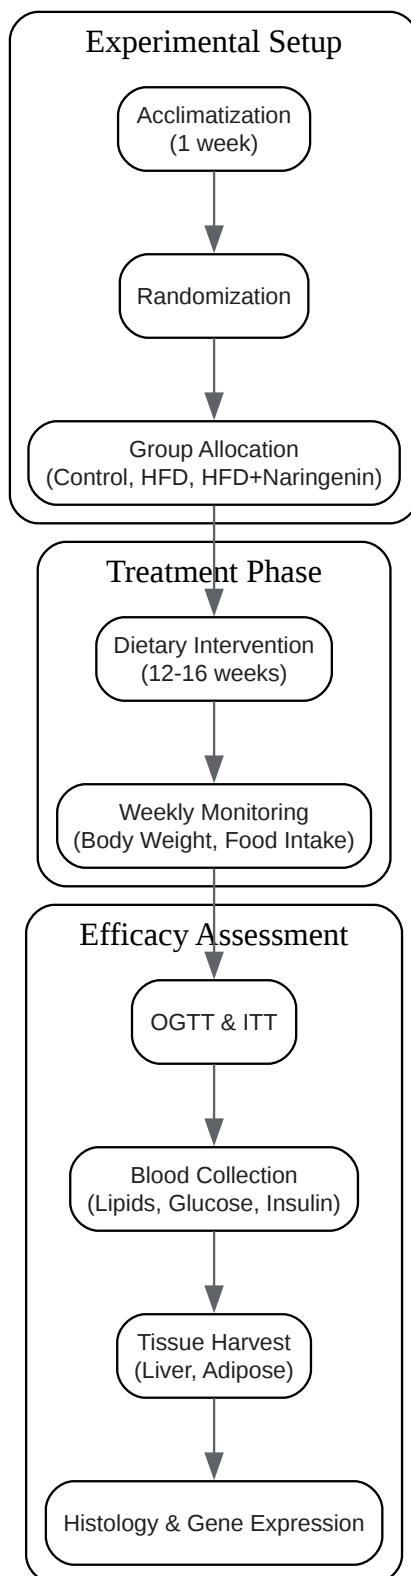 Experimental Setup
Acclimatization
(1 week)
Randomization
Group Allocation
(Control, HFD, HFD+Naringenin)
Treatment Phase
Dietary Intervention
(12-16 weeks)
Weekly Monitoring
(Body Weight, Food Intake)
Efficacy Assessment
OGTT & ITT
Blood Collection
(Lipids, Glucose, Insulin)
Tissue Harvest
(Liver, Adipose)
Histology & Gene Expression